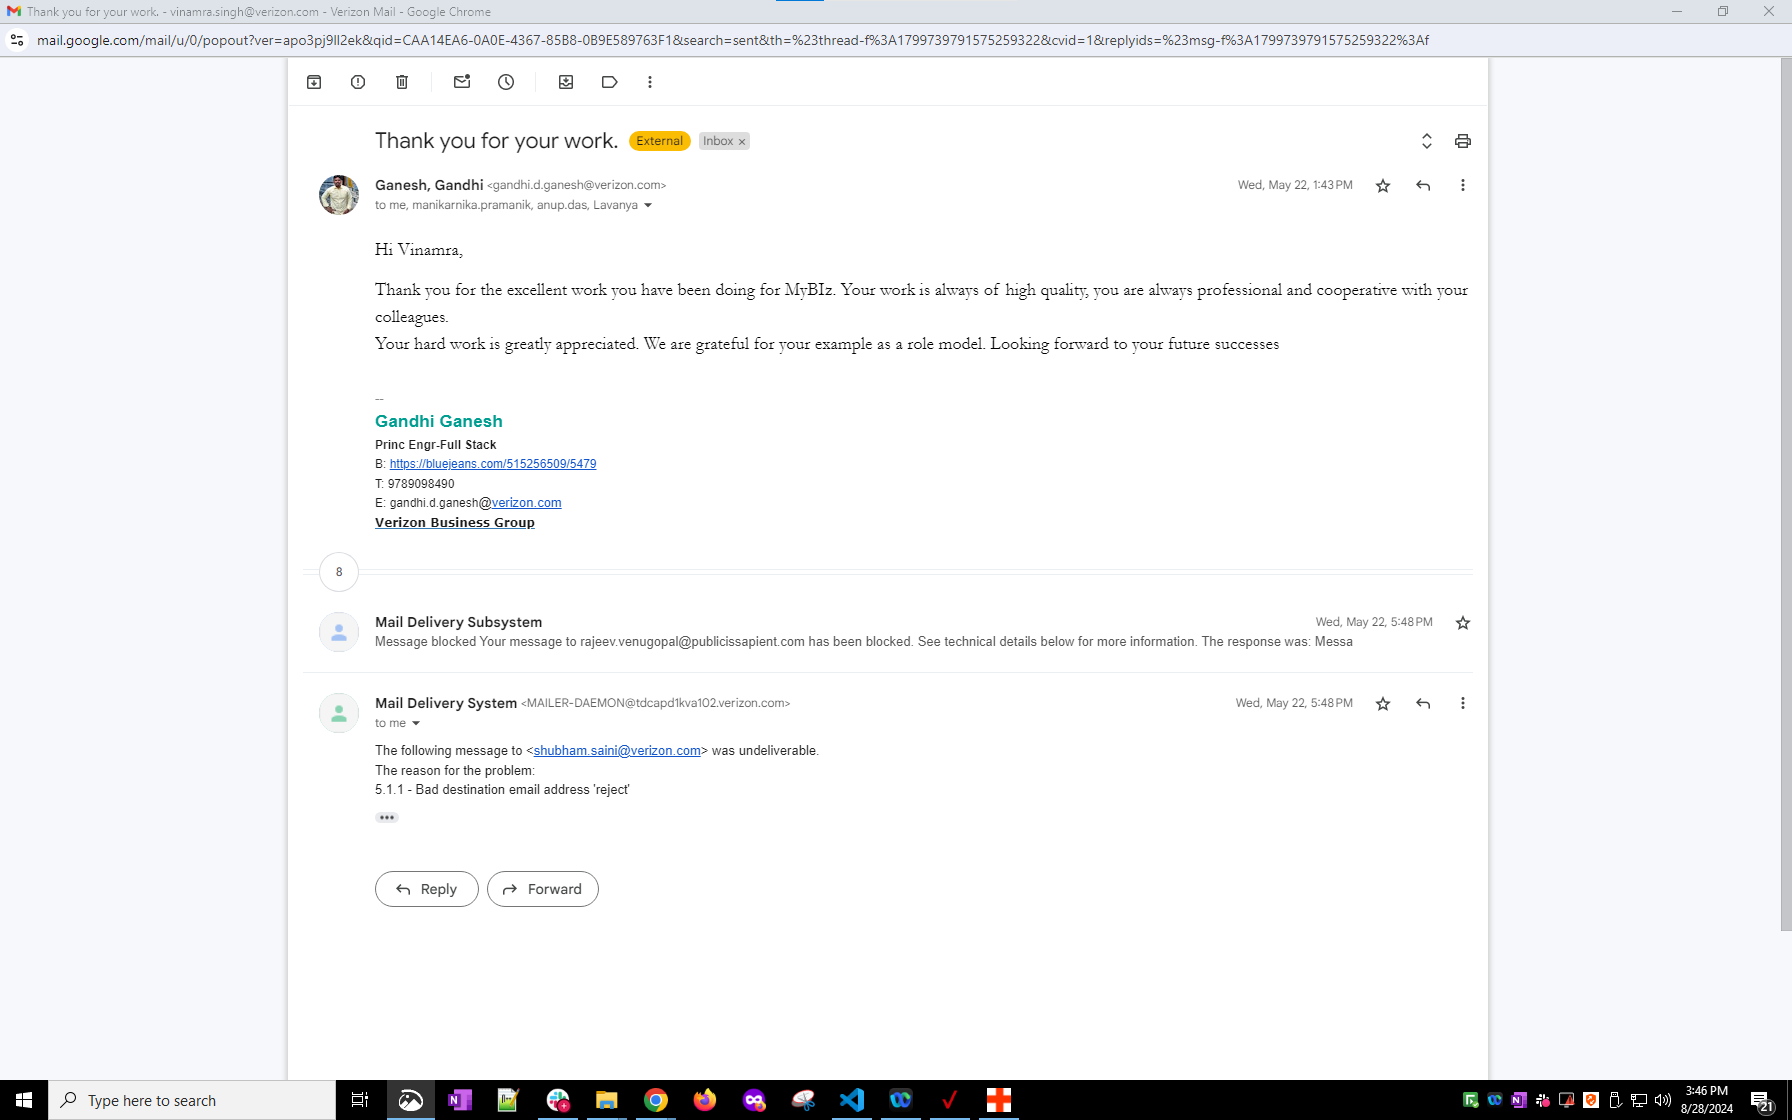 Thank you for your work. - vinamra.singh@verizon.com - Verizon Mail - Google Chrome
mail.google.com/mail/u/0/popout?ver=apo3pj9ll2ek&qid=CAA14EA6-0A0E-4367-85B8-0B9E589763F1&search=sent&th=%23thread-f%3A1799739791575259322&cvid=1&replyids=%23msg-f%3A1799739791575259322%3Af
Thank you for your work. External Inbox x
Ganesh, Gandhi <gandhi.d.ganesh@verizon.com> Wed, May 22, 1:43 PM
to me, manikarnika.pramanik, anup.das, Lavanya
Hi Vinamra,
Thank you for the excellent work you have been doing for MyBIz. Your work is always of high quality, you are always professional and cooperative with your
colleagues.
Your hard work is greatly appreciated. We are grateful for your example as a role model. Looking forward to your future successes
--
Gandhi Ganesh
Princ Engr-Full Stack
B: https://bluejeans.com/515256509/5479
T: 9789098490
E: gandhi.d.ganesh@verizon.com
Verizon Business Group
8
Mail Delivery Subsystem Wed, May 22, 5:48 PM
Message blocked Your message to rajeev.venugopal@publicissapient.com has been blocked. See technical details below for more information. The response was: Messa
Mail Delivery System <MAILER-DAEMON@tdcapd1kva102.verizon.com> Wed, May 22, 5:48 PM
to me
The following message to <shubham.saini@verizon.com> was undeliverable.
The reason for the problem:
5.1.1 - Bad destination email address 'reject'
Reply Forward
Type here to search
3:46 PM
8/28/2024
21